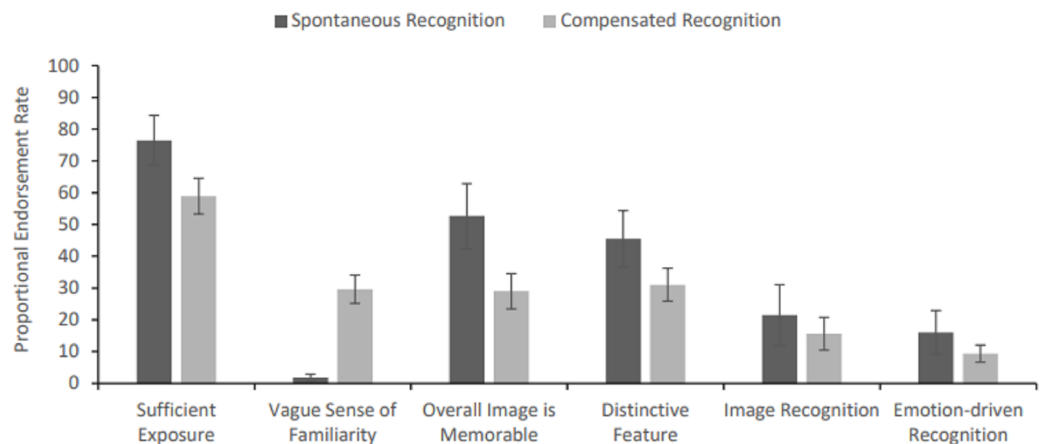 Spontaneous Recognition
Compensated Recognition
Proportional Endorsement Rate
100
90
80
70
60
50
40
30
20
10
0
Sufficient
Exposure
Vague Sense of
Familiarity
Overall Image is
Memorable
Distinctive
Feature
Image Recognition
Emotion-driven
Recognition